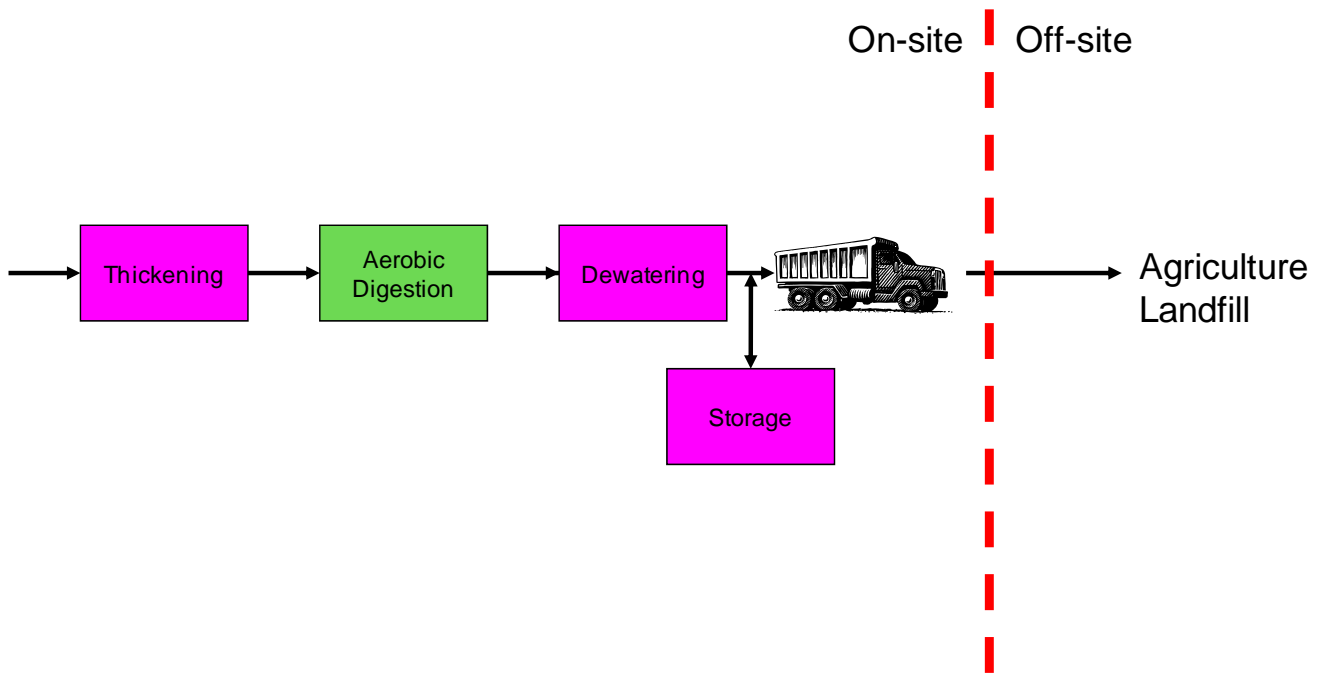 On-site
Off-site
Thickening
Aerobic
Digestion
Dewatering
Agriculture
Landfill
Storage